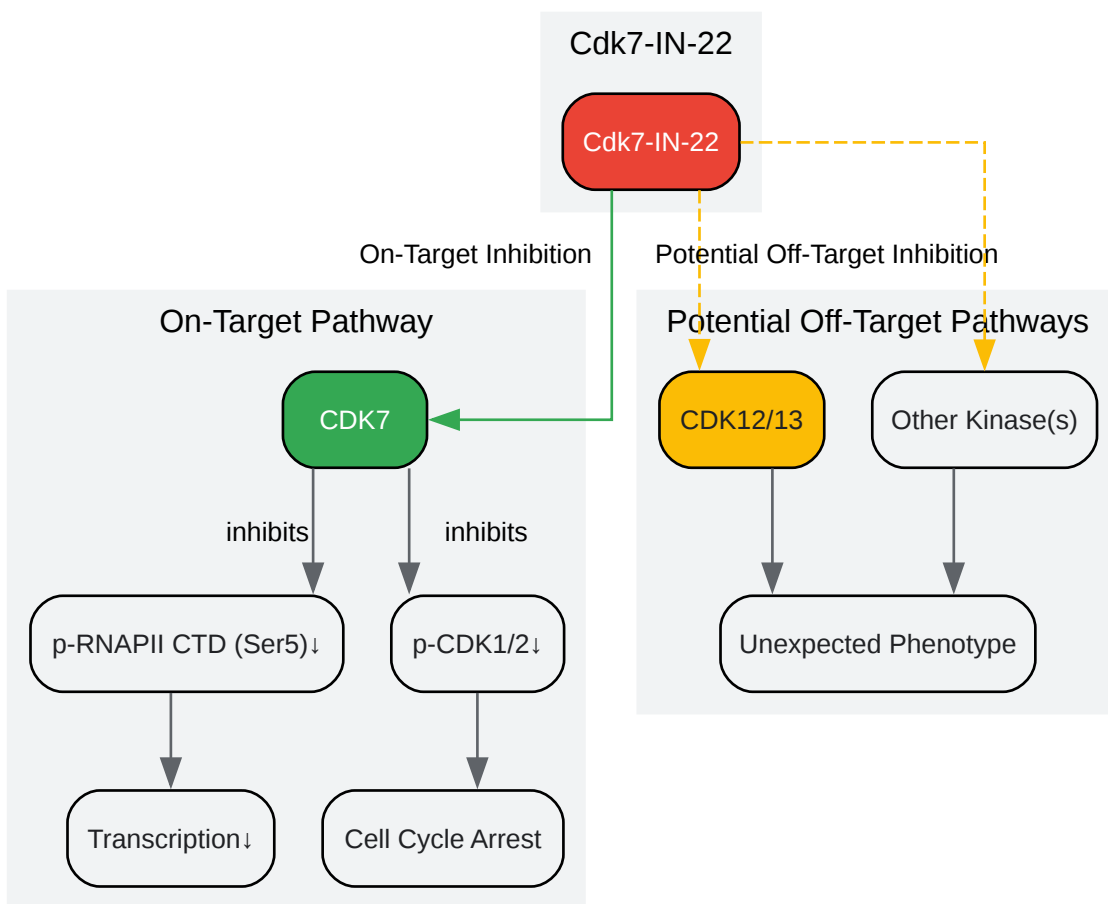 Cdk7-IN-22
Cdk7-IN-22
On-Target Inhibition
Potential Off-Target Inhibition
On-Target Pathway
Potential Off-Target Pathways
CDK7
CDK12/13
Other Kinase(s)
inhibits
inhibits
p-RNAPII CTD (Ser5)↓
p-CDK1/2↓
Unexpected Phenotype
Transcription↓
Cell Cycle Arrest